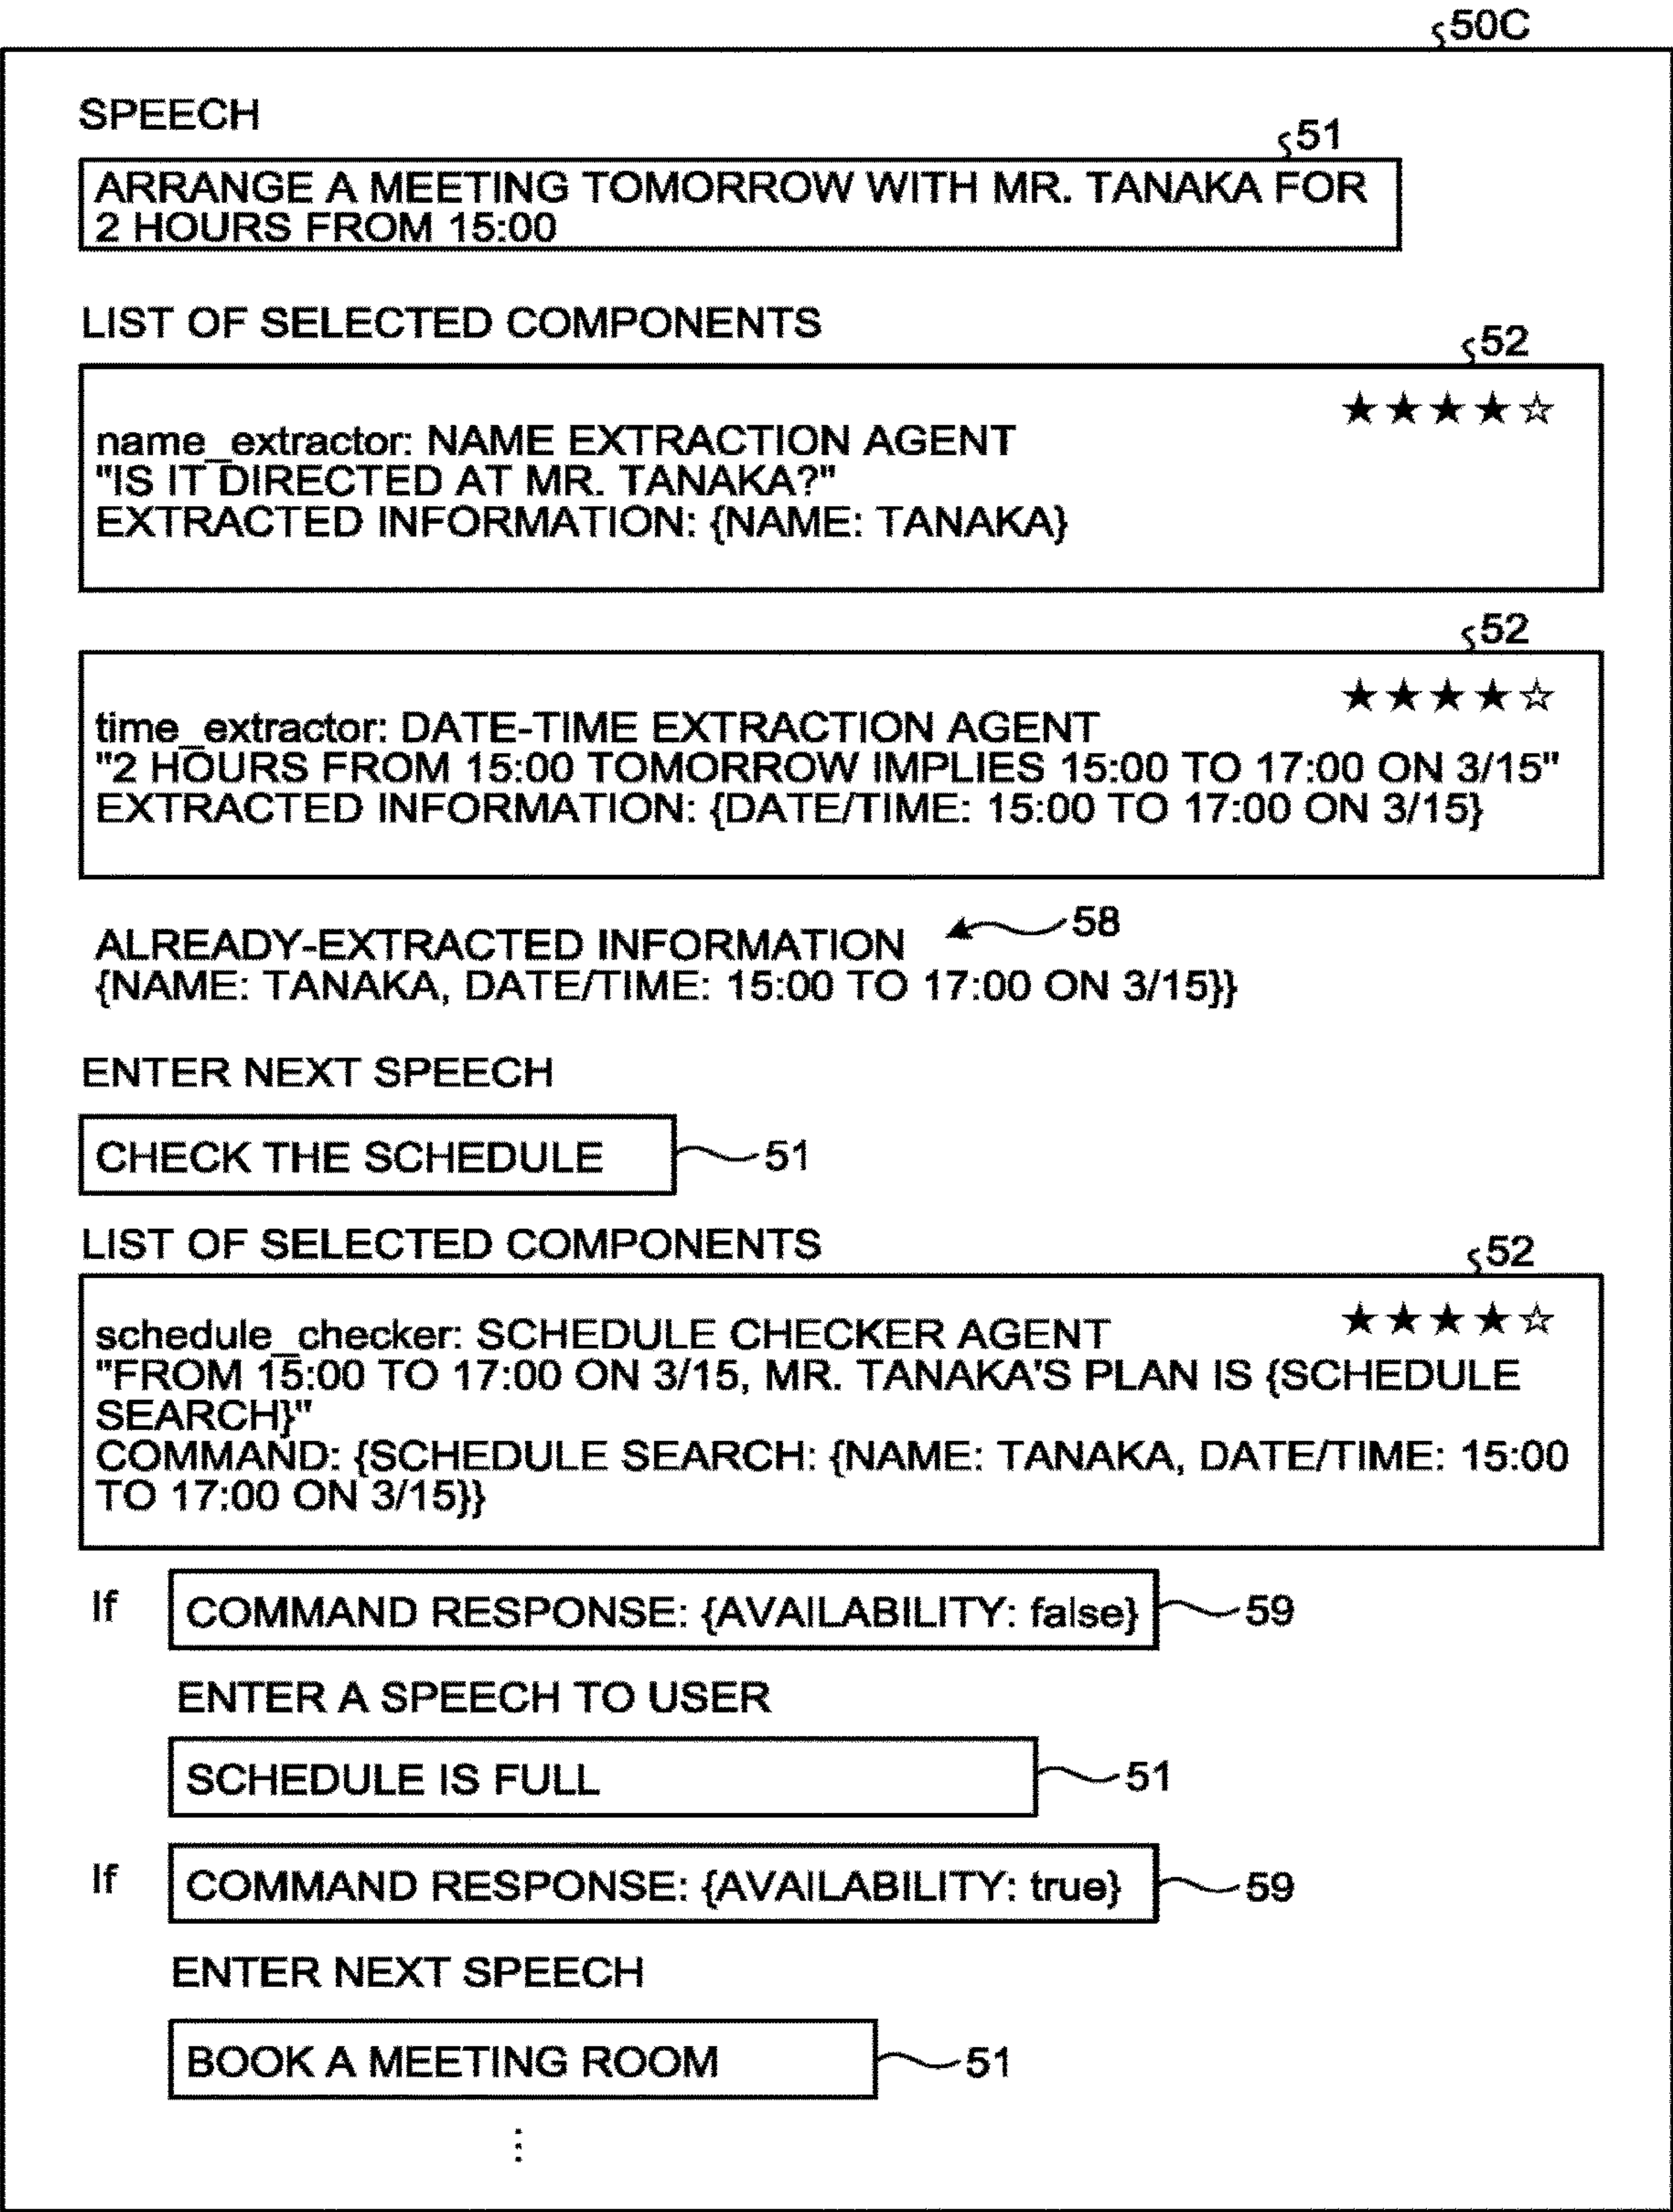 50C
SPEECH
51
ARRANGE A MEETING TOMORROW WITH MR. TANAKA FOR
2 HOURS FROM 15:00
LIST OF SELECTED COMPONENTS
52
★★★★☆
name_extractor: NAME EXTRACTION AGENT
"IS IT DIRECTED AT MR. TANAKA?"
EXTRACTED INFORMATION: {NAME: TANAKA}
52
★★★★☆
time_extractor: DATE-TIME EXTRACTION AGENT
"2 HOURS FROM 15:00 TOMORROW IMPLIES 15:00 TO 17:00 ON 3/15"
EXTRACTED INFORMATION: {DATE/TIME: 15:00 TO 17:00 ON 3/15}
ALREADY-EXTRACTED INFORMATION 58
{NAME: TANAKA, DATE/TIME: 15:00 TO 17:00 ON 3/15}}
ENTER NEXT SPEECH
CHECK THE SCHEDULE 51
LIST OF SELECTED COMPONENTS
52
schedule_checker: SCHEDULE CHECKER AGENT ★★★★☆
"FROM 15:00 TO 17:00 ON 3/15, MR. TANAKA'S PLAN IS {SCHEDULE
SEARCH}"
COMMAND: {SCHEDULE SEARCH: {NAME: TANAKA, DATE/TIME: 15:00
TO 17:00 ON 3/15}}
If COMMAND RESPONSE: {AVAILABILITY: false} 59
ENTER A SPEECH TO USER
SCHEDULE IS FULL 51
If COMMAND RESPONSE: {AVAILABILITY: true} 59
ENTER NEXT SPEECH
BOOK A MEETING ROOM 51
⋮